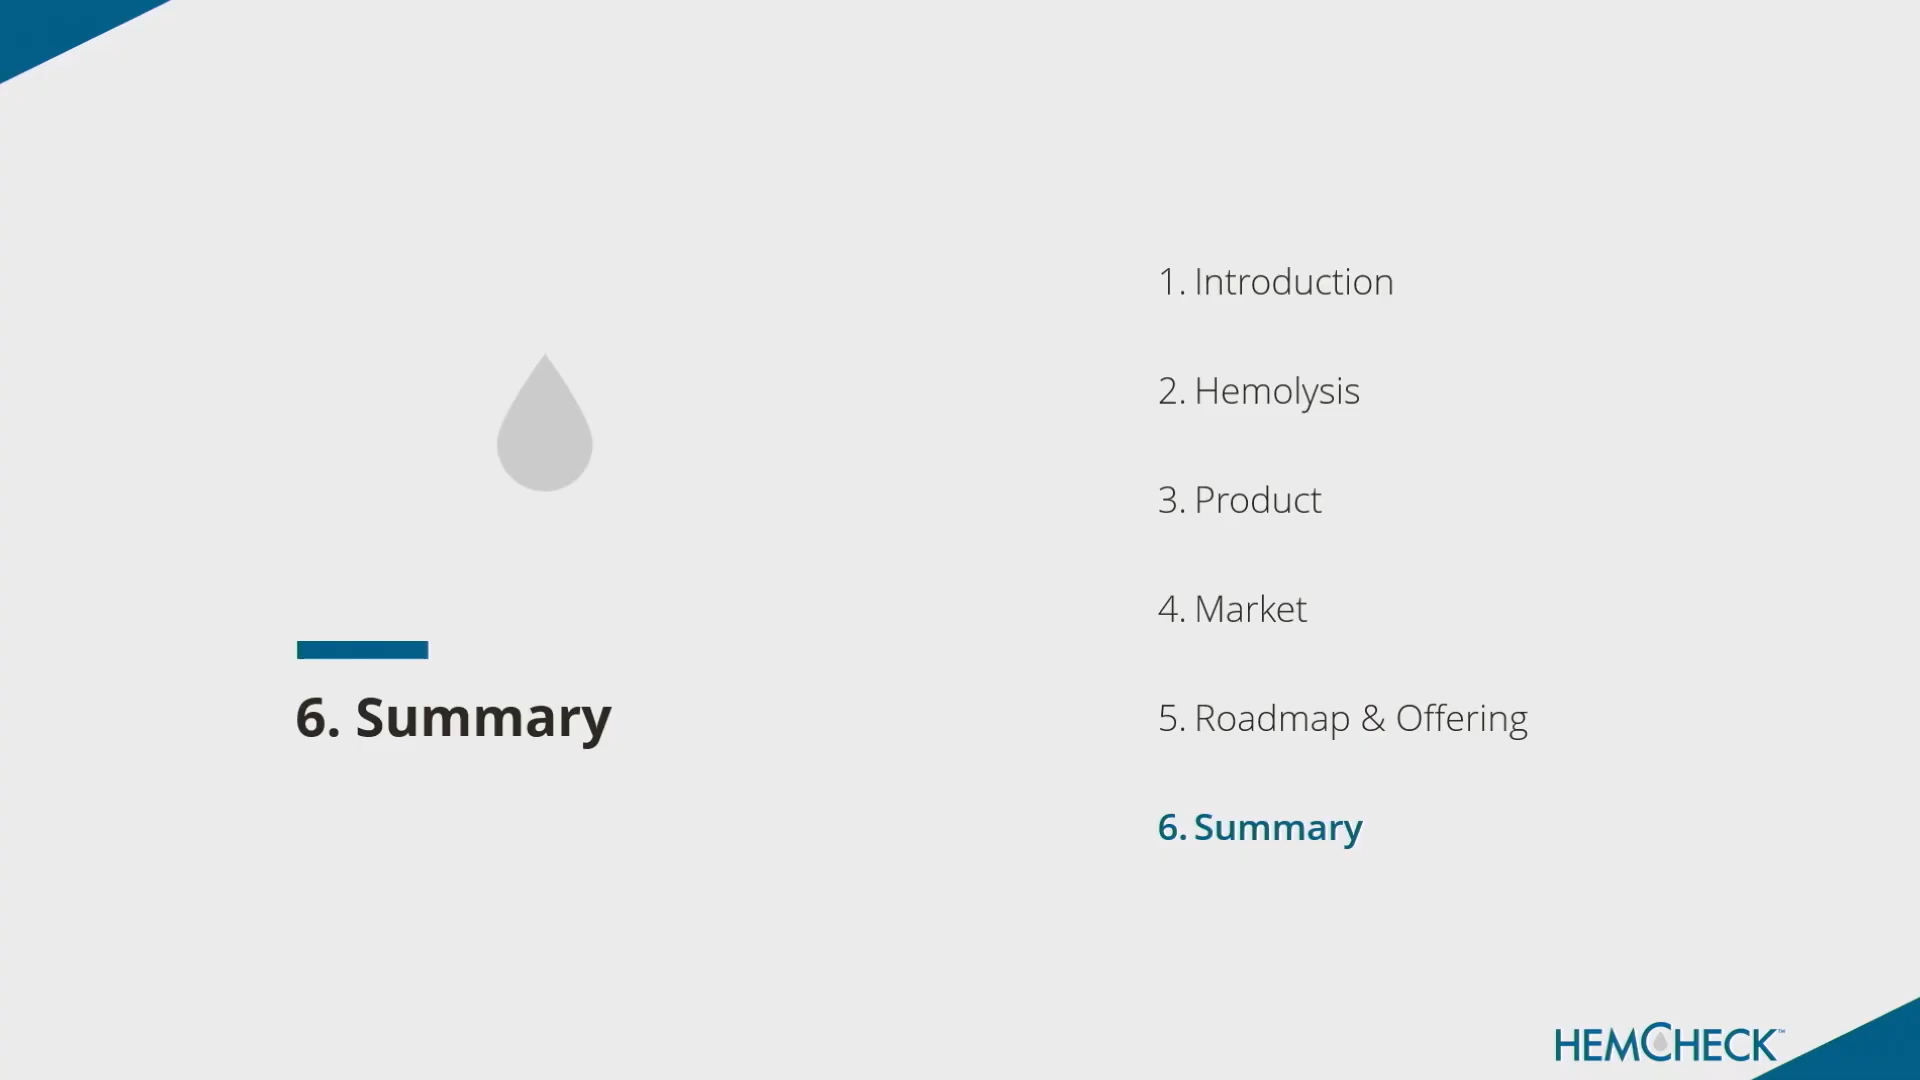 6. Summary
1. Introduction
2. Hemolysis
3. Product
4. Market
5. Roadmap & Offering
6. Summary
HEMCHECK™